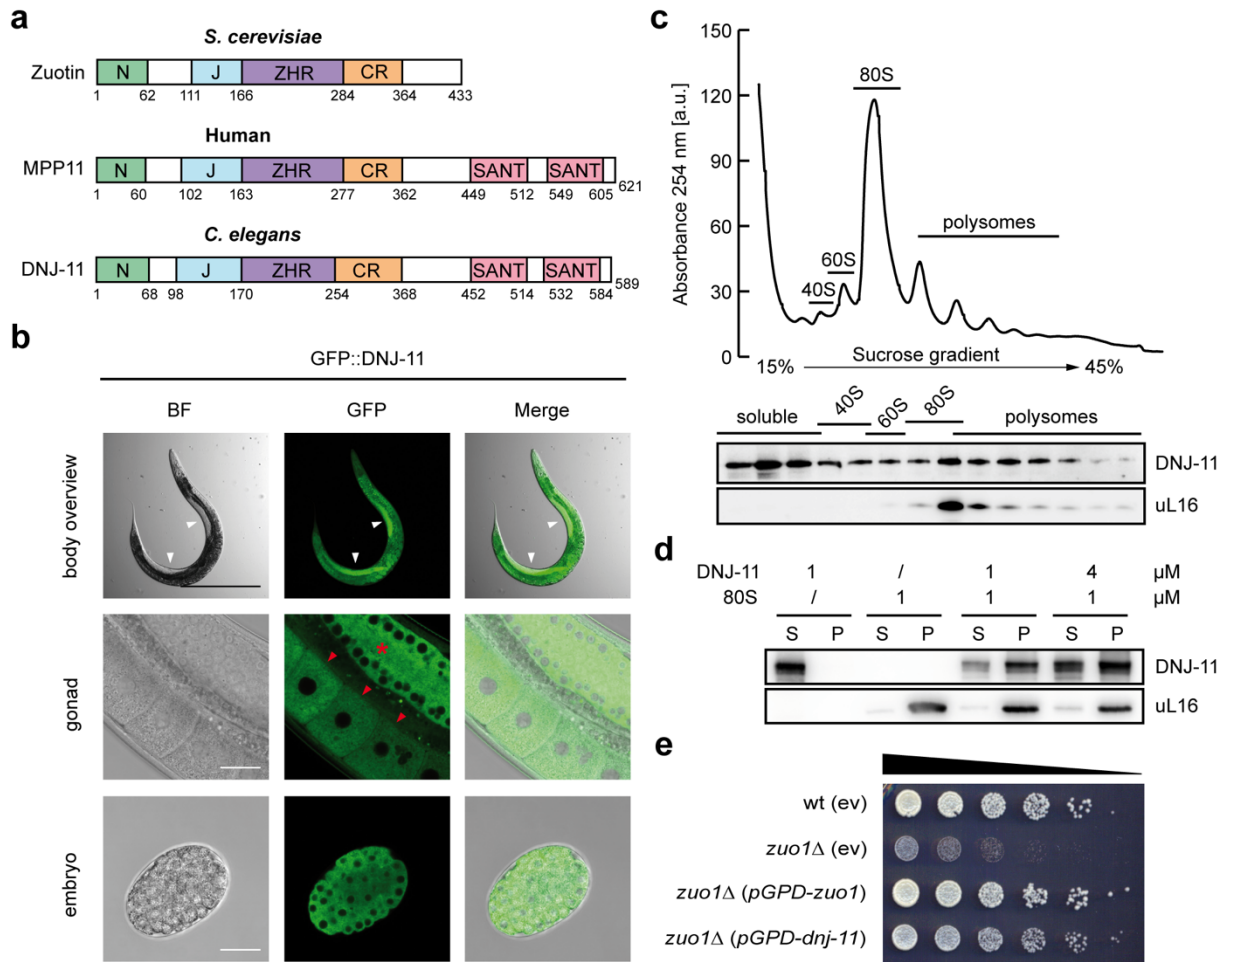 a
S. cerevisiae
Zuotin N J ZHR CR
1 62 111 166 284 364 433
Human
MPP11 N J ZHR CR SANT SANT
1 60 102 163 277 362 449 512 549 605 621
C. elegans
DNJ-11 N J ZHR CR SANT SANT
1 68 98 170 254 368 452 514 532 584 589
b
GFP::DNJ-11
BF GFP Merge
body overview
gonad
*
embryo
c
Absorbance 254 nm [a.u.]
150
120
90
60
30
0
40S
60S
80S
polysomes
15% Sucrose gradient 45%
soluble 40S 60S 80S polysomes
DNJ-11
uL16
d
DNJ-11 1 / 1 4 µM
80S / 1 1 1 µM
S P S P S P S P
DNJ-11
uL16
e
wt (ev)
zuo1Δ (ev)
zuo1Δ (pGPD-zuo1)
zuo1Δ (pGPD-dnj-11)